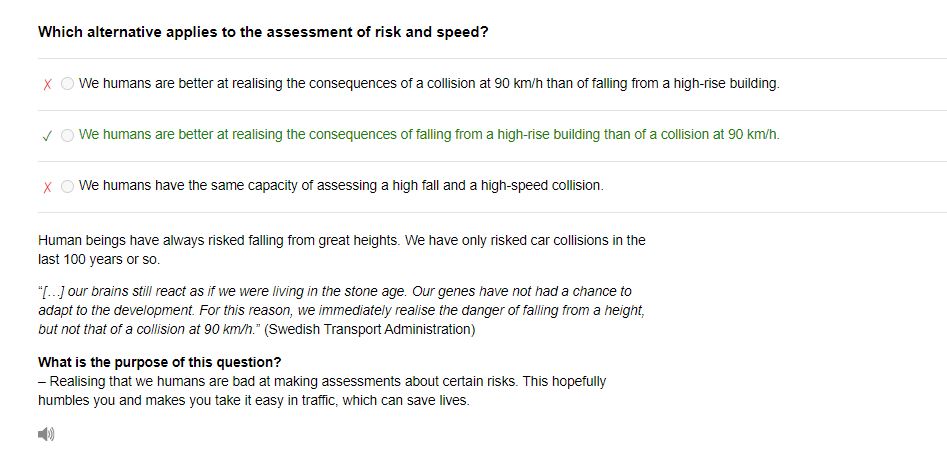 Which alternative applies to the assessment of risk and speed?
We humans are better at realising the consequences of a collision at 90 km/h than of falling from a high-rise building.
We humans are better at realising the consequences of falling from a high-rise building than of a collision at 90 km/h.
We humans have the same capacity of assessing a high fall and a high-speed collision.
Human beings have always risked falling from great heights. We have only risked car collisions in the
last 100 years or so.
"[…] our brains still react as if we were living in the stone age. Our genes have not had a chance to
adapt to the development. For this reason, we immediately realise the danger of falling from a height,
but not that of a collision at 90 km/h." (Swedish Transport Administration)
What is the purpose of this question?
– Realising that we humans are bad at making assessments about certain risks. This hopefully
humbles you and makes you take it easy in traffic, which can save lives.